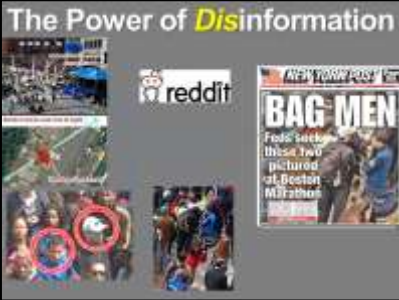 The Power of Disinformation
reddit
NEW YORK POST
BAG MEN
Feds seek
these two
pictured
at Boston
Marathon